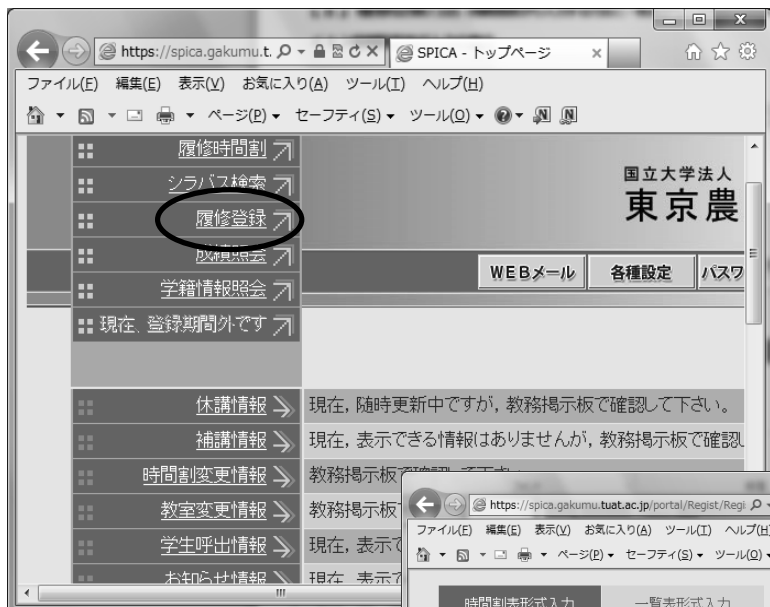 https://spica.gakumu.t.
SPICA - トップページ
ファイル(F) 編集(E) 表示(V) お気に入り(A) ツール(T) ヘルプ(H)
ページ(P) セーフティ(S) ツール(O)
履修時間割
シラバス検索
履修登録
成績照会
学籍情報照会
現在、登録期間外です
国立大学法人
東京農
WEBメール 各種設定 パスワ
休講情報 現在, 随時更新中ですが, 教務掲示板で確認して下さい。
補講情報 現在, 表示できる情報はありませんが, 教務掲示板で確認
時間割変更情報 教務掲示板で確認して下さい
教室変更情報 教務掲示板
学生呼出情報 現在, 表示で
お知らせ情報 現在 表示で
https://spica.gakumu.tuat.ac.jp/portal/Regist/Regi
ファイル(F) 編集(E) 表示(V) お気に入り(A) ツール(T) ヘルプ(H)
ページ(P) セーフティ(S) ツール(O)
時間割表形式入力 一覧表形式入力